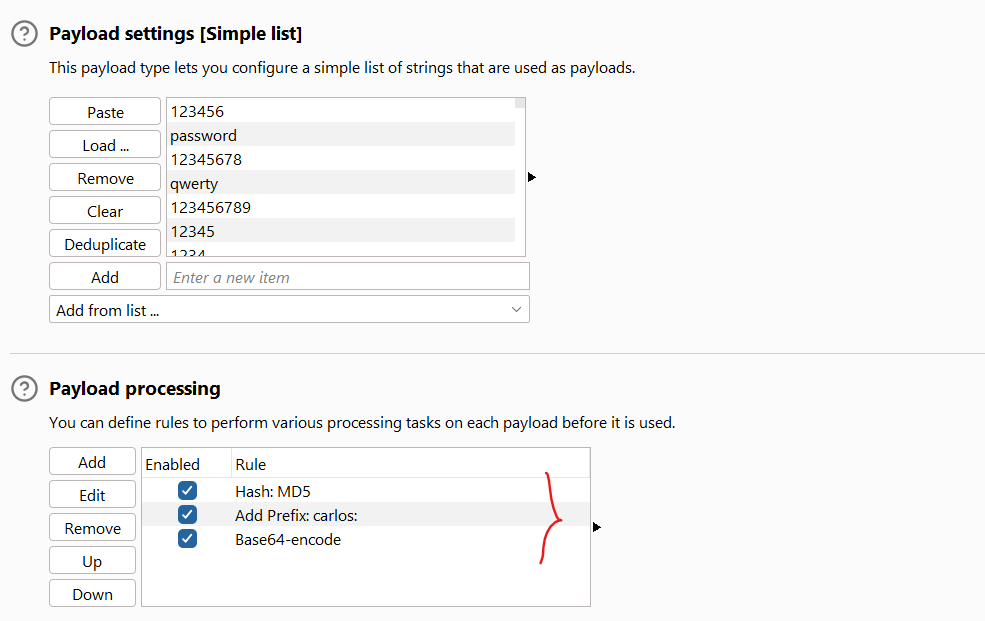 ?
Payload settings [Simple list]
This payload type lets you configure a simple list of strings that are used as payloads.
Paste
123456
password
Load ...
12345678
Remove
qwerty
Clear
123456789
Deduplicate
12345
1234
Add
Enter a new item
Add from list ...
?
Payload processing
You can define rules to perform various processing tasks on each payload before it is used.
Add
Enabled Rule
Edit
Hash: MD5
Add Prefix: carlos:
Remove
Base64-encode
Up
Down